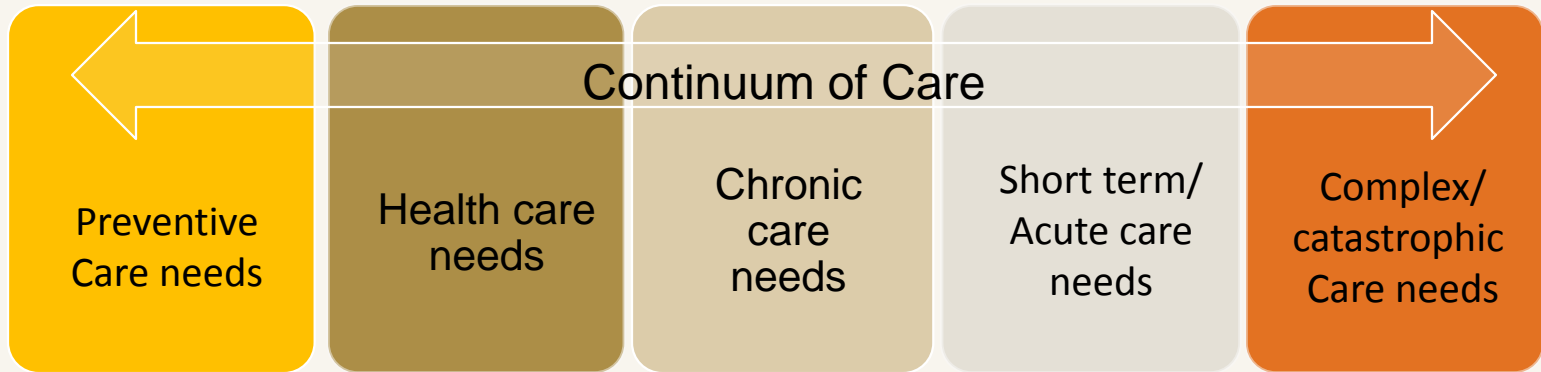 Continuum of Care
Preventive
Care needs
Health care
needs
Chronic
care
needs
Short term/
Acute care
needs
Complex/
catastrophic
Care needs